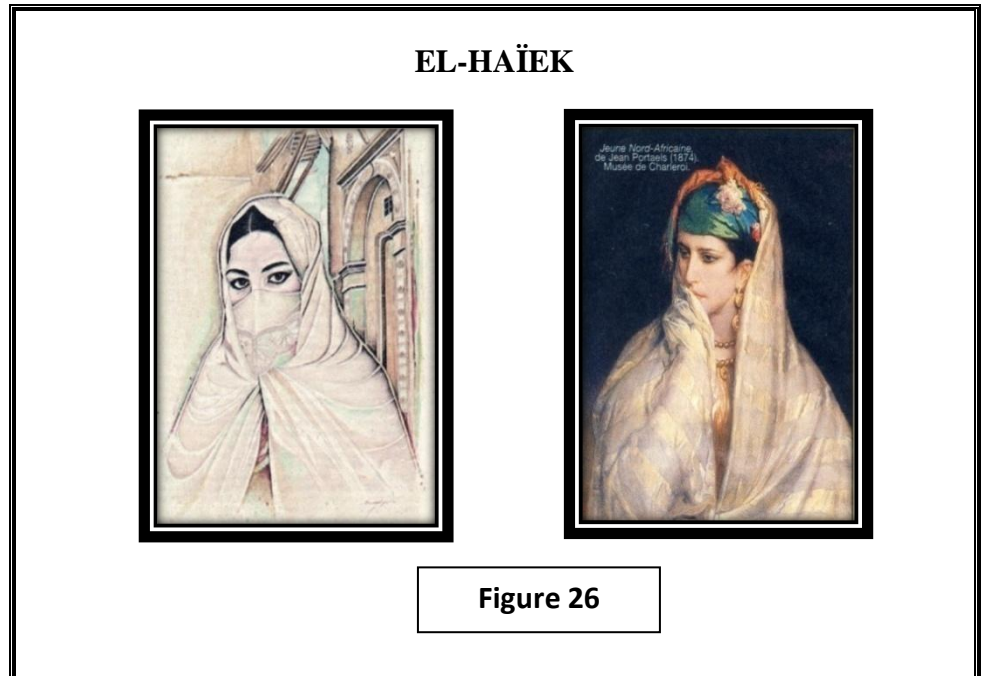 EL-HAÏEK
Jeune Nord-Africaine,
de Jean Portaels (1874).
Musée de Charleroi.
Figure 26